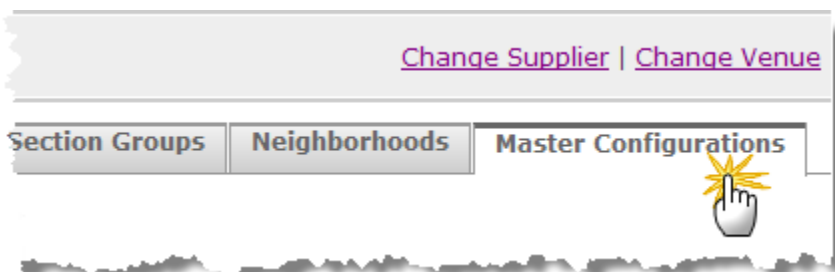 Change Supplier | Change Venue
Section Groups Neighborhoods Master Configurations